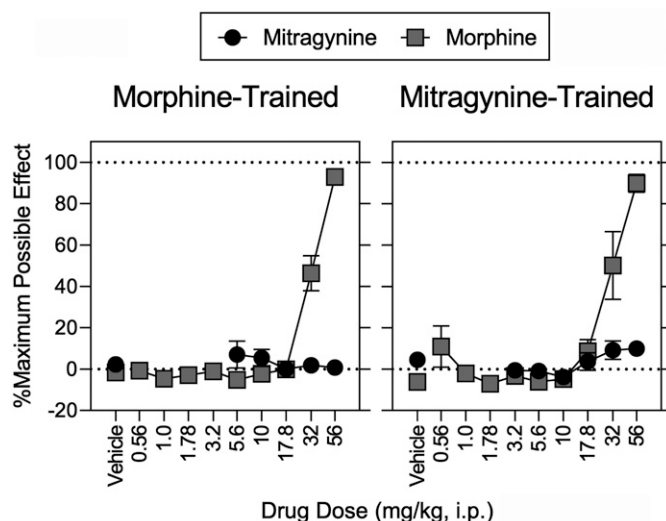 Mitragynine Morphine
Morphine-Trained Mitragynine-Trained
%Maximum Possible Effect
100
80
60
40
20
0
-20
Vehicle 0.56 1.0 1.78 3.2 5.6 10 17.8 32 56 Vehicle 0.56 1.0 1.78 3.2 5.6 10 17.8 32 56
Drug Dose (mg/kg, i.p.)